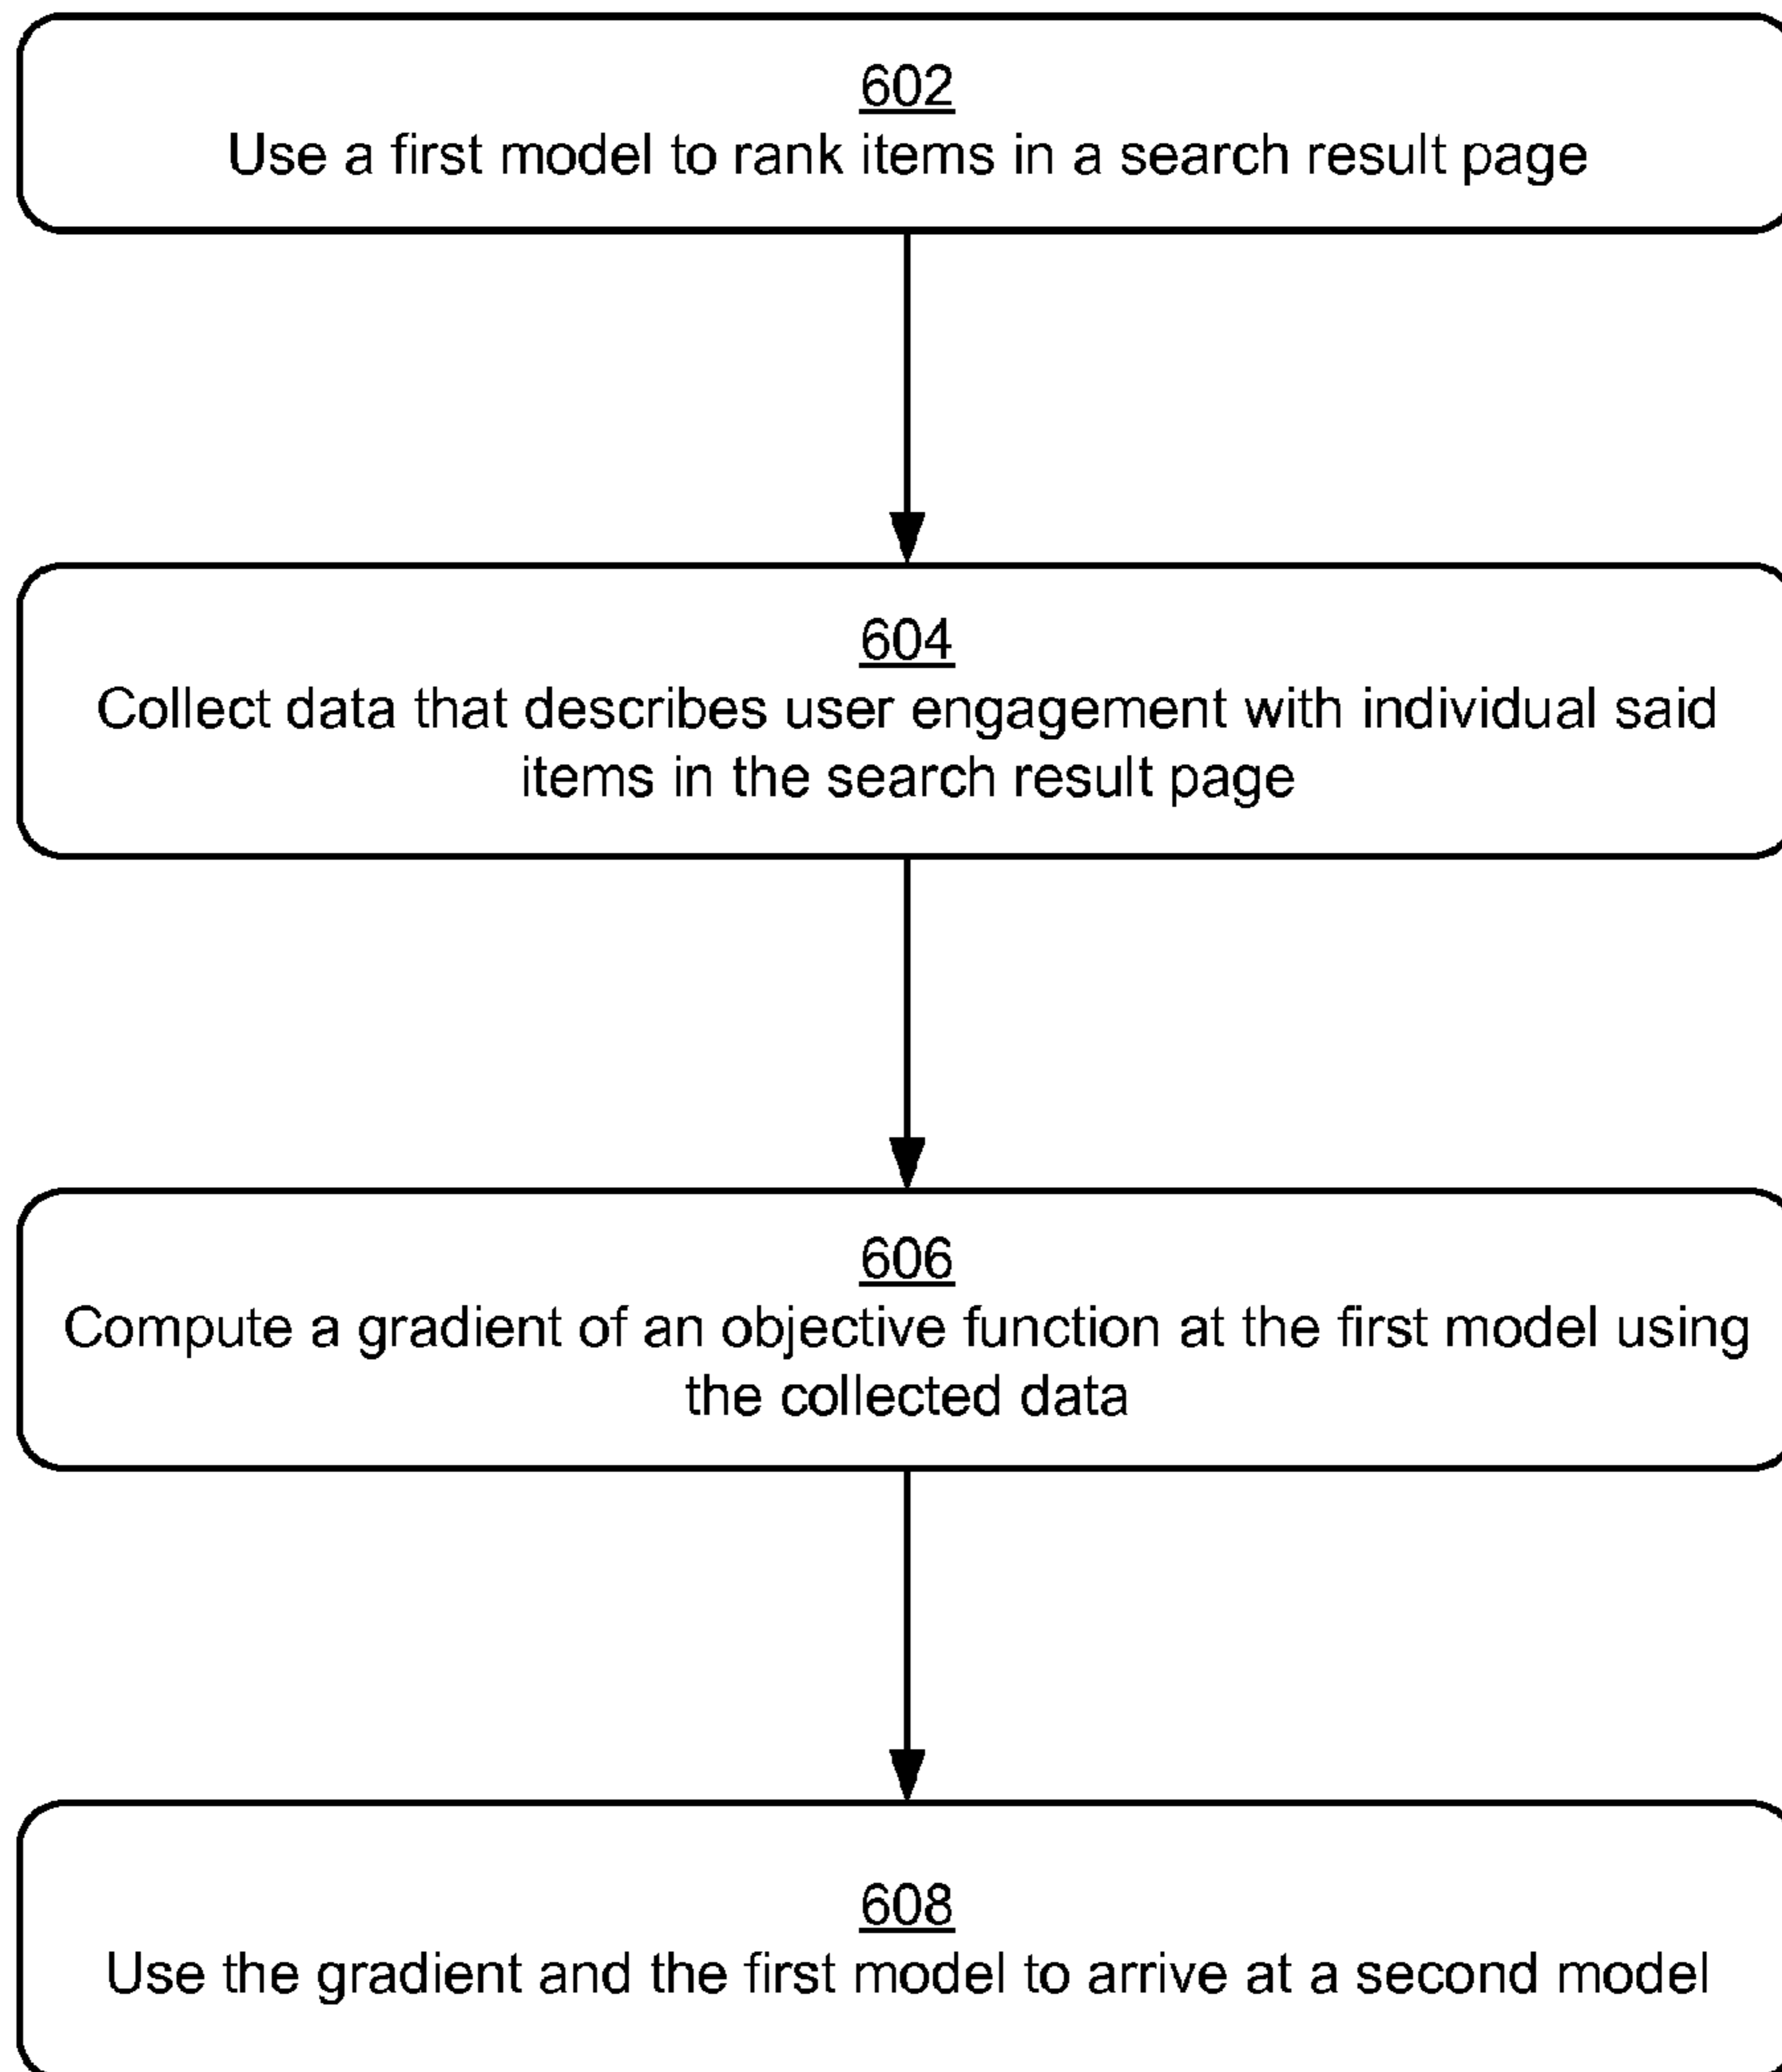 602
Use a first model to rank items in a search result page
604
Collect data that describes user engagement with individual said
items in the search result page
606
Compute a gradient of an objective function at the first model using
the collected data
608
Use the gradient and the first model to arrive at a second model